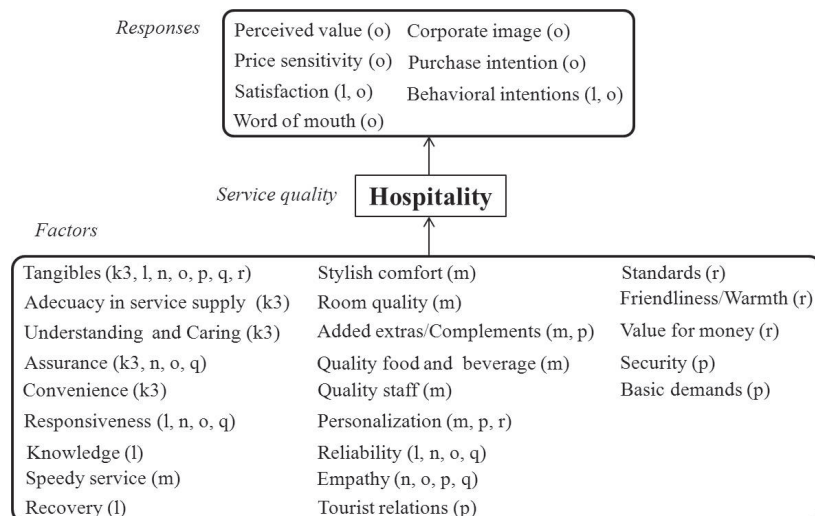 Responses
Perceived value (o) Corporate image (o)
Price sensitivity (o) Purchase intention (o)
Satisfaction (l, o) Behavioral intentions (l, o)
Word of mouth (o)
Service quality Hospitality
Factors
Tangibles (k3, l, n, o, p, q, r) Stylish comfort (m) Standards (r)
Adecuacy in service supply (k3) Room quality (m) Friendliness/Warmth (r)
Understanding and Caring (k3) Added extras/Complements (m, p) Value for money (r)
Assurance (k3, n, o, q) Quality food and beverage (m) Security (p)
Convenience (k3) Quality staff (m) Basic demands (p)
Responsiveness (l, n, o, q) Personalization (m, p, r)
Knowledge (l) Reliability (l, n, o, q)
Speedy service (m) Empathy (n, o, p, q)
Recovery (l) Tourist relations (p)